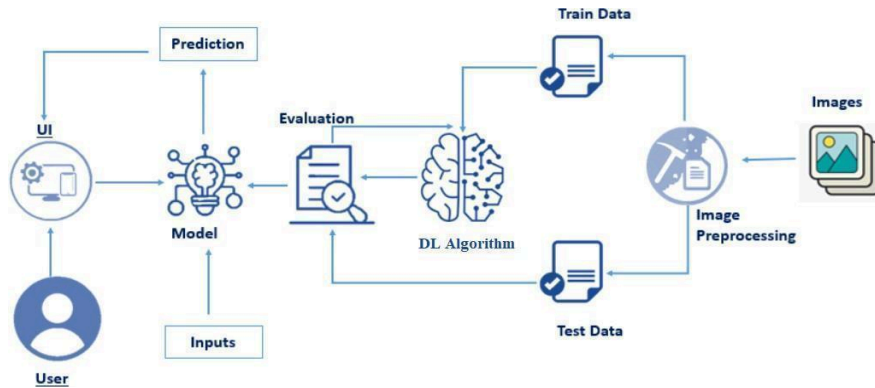 Train Data
Prediction
Images
Evaluation
UI
Image
Preprocessing
Model
DL Algorithm
Test Data
Inputs
User